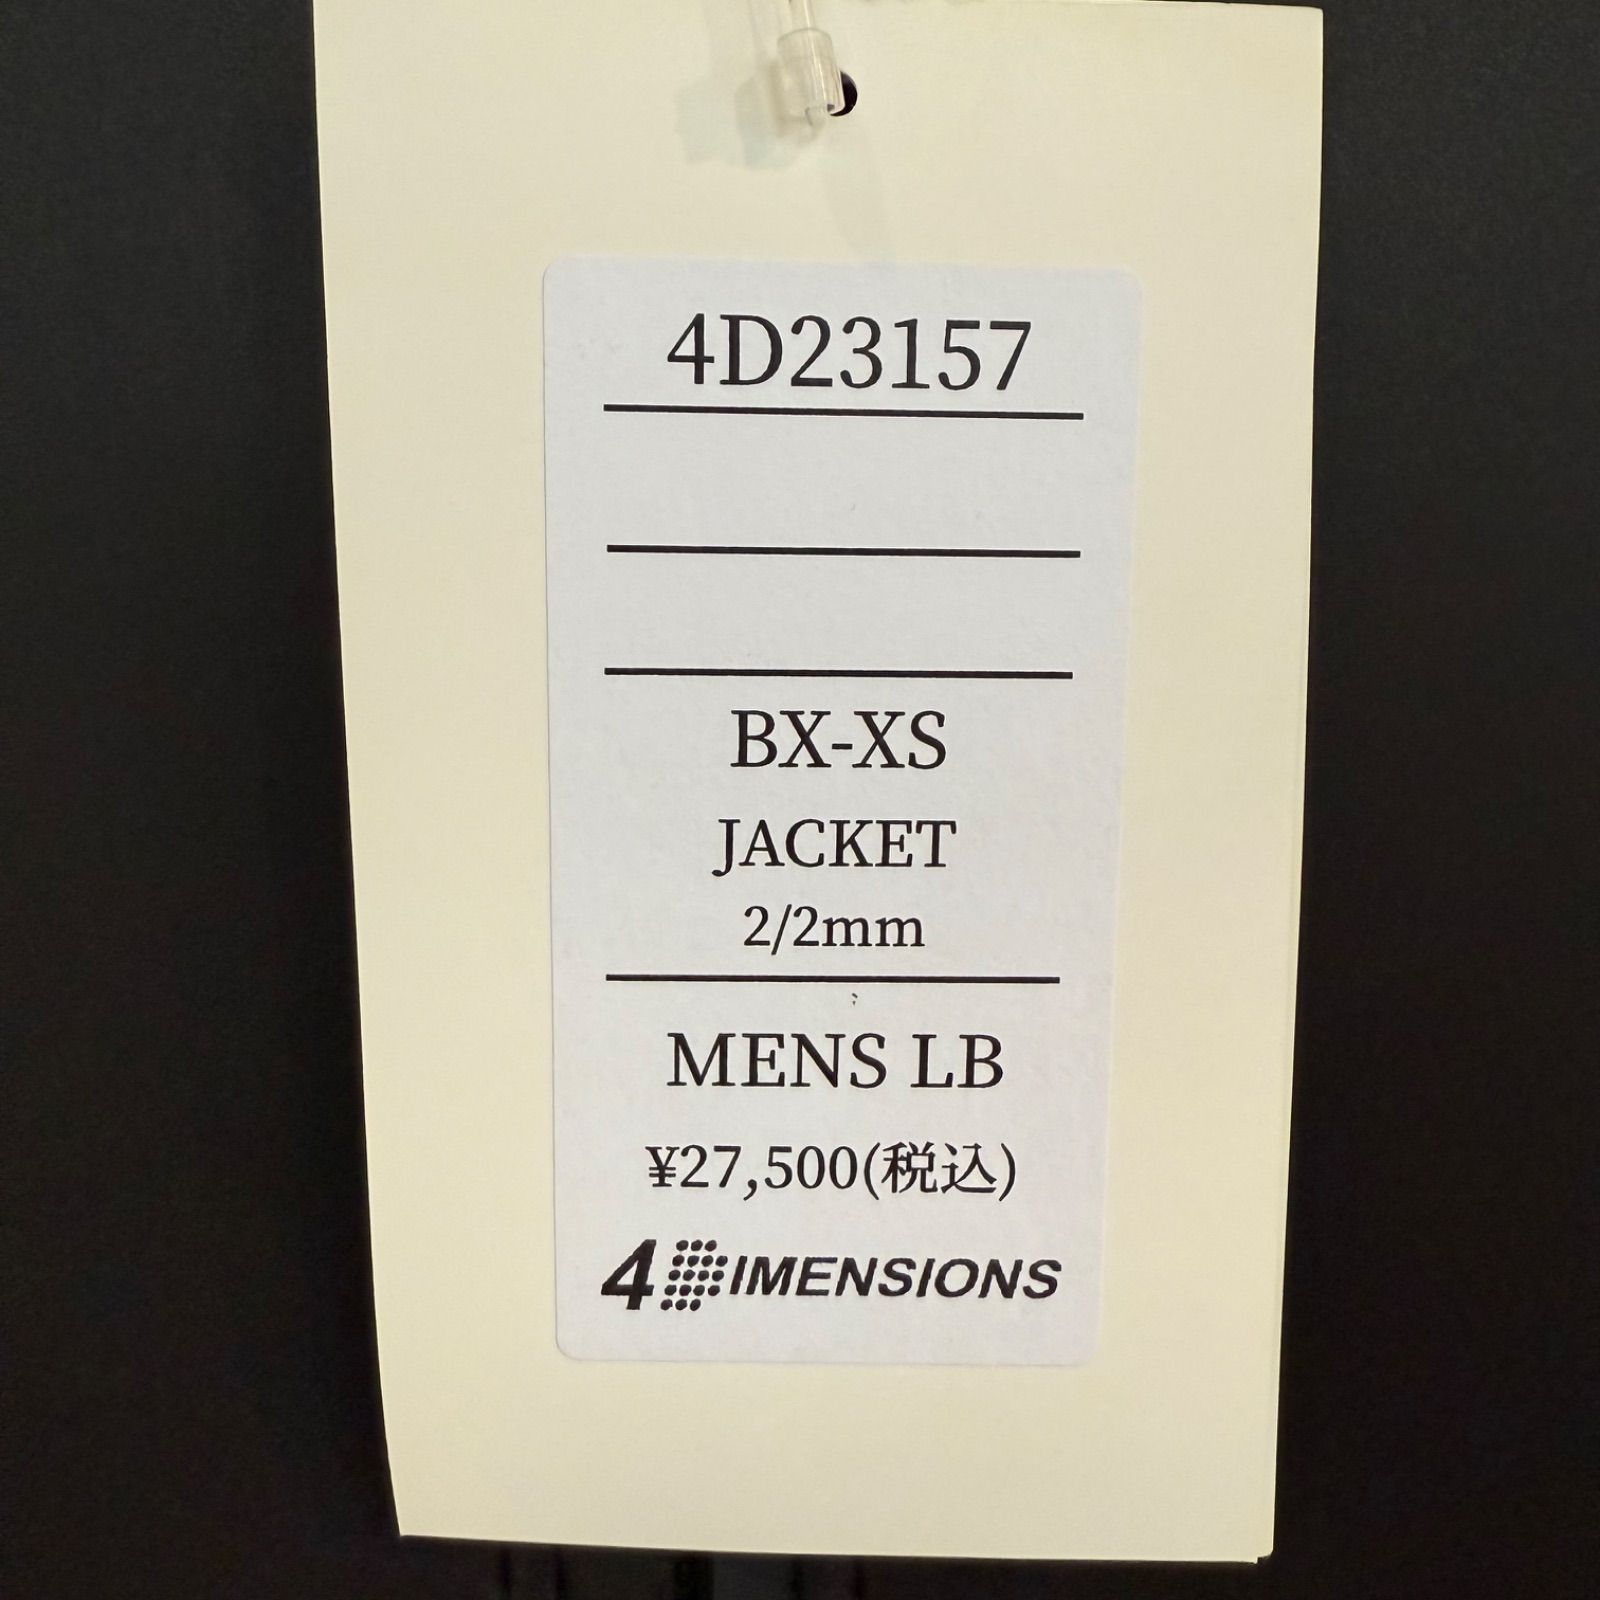 4D23157
BX-XS
JACKET
2/2mm
MENS LB
¥27,500(税込)
4DIMENSIONS